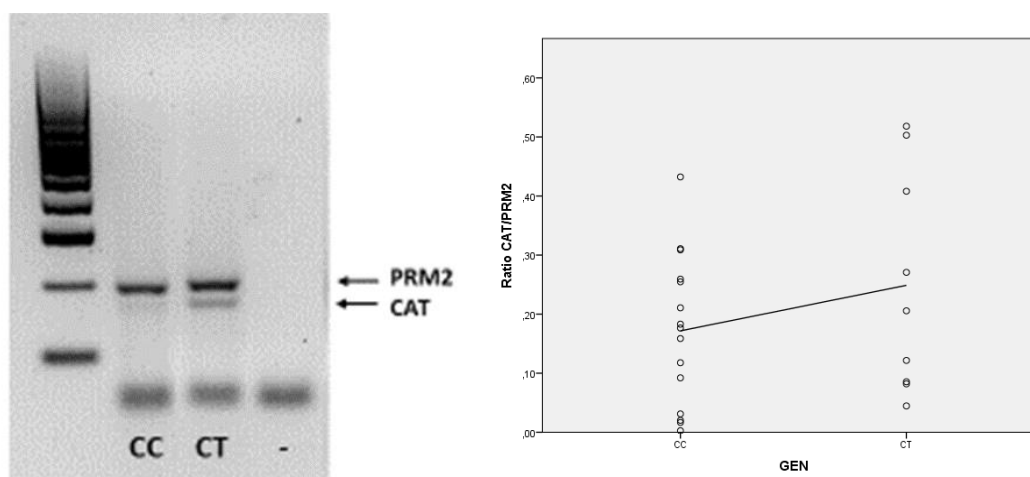 PRM2
CAT
CC CT -
Ratio CAT/PRM2
,60
,50
,40
,30
,20
,10
,00
CC CT
GEN